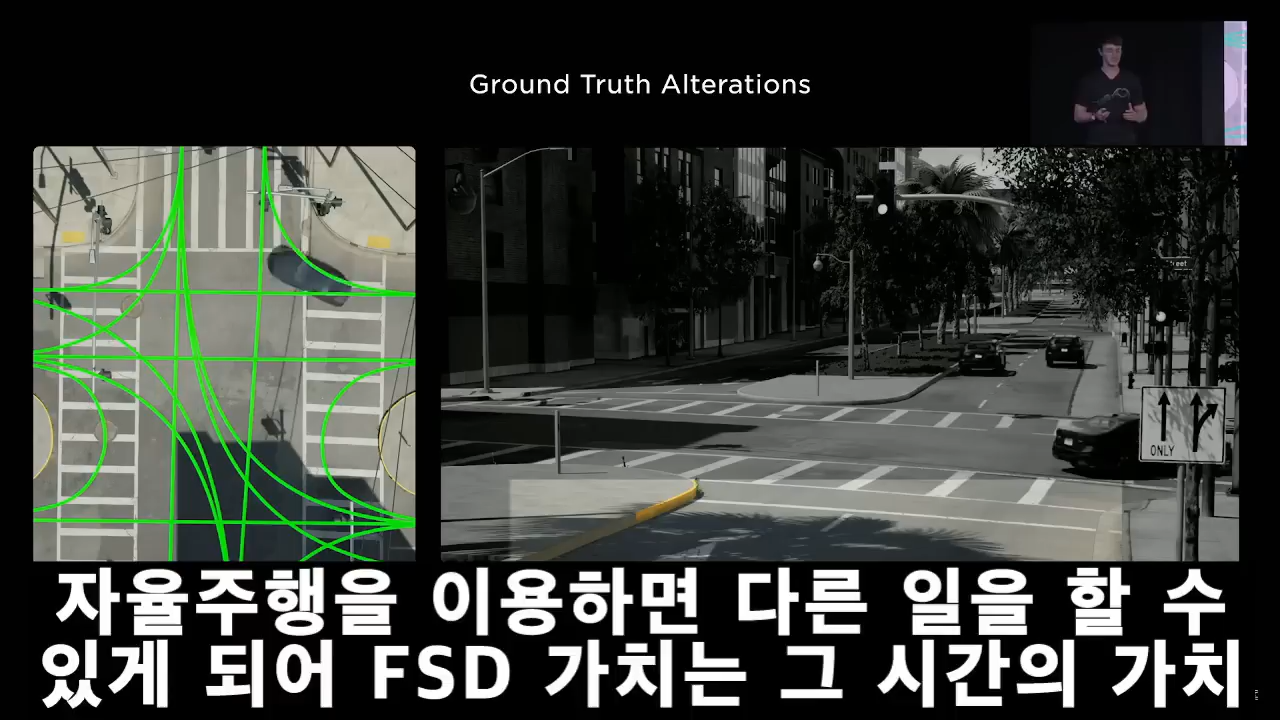 Ground Truth Alterations
ONLY
자율주행을 이용하면 다른 일을 할 수
있게 되어 FSD 가치는 그 시간의 가치